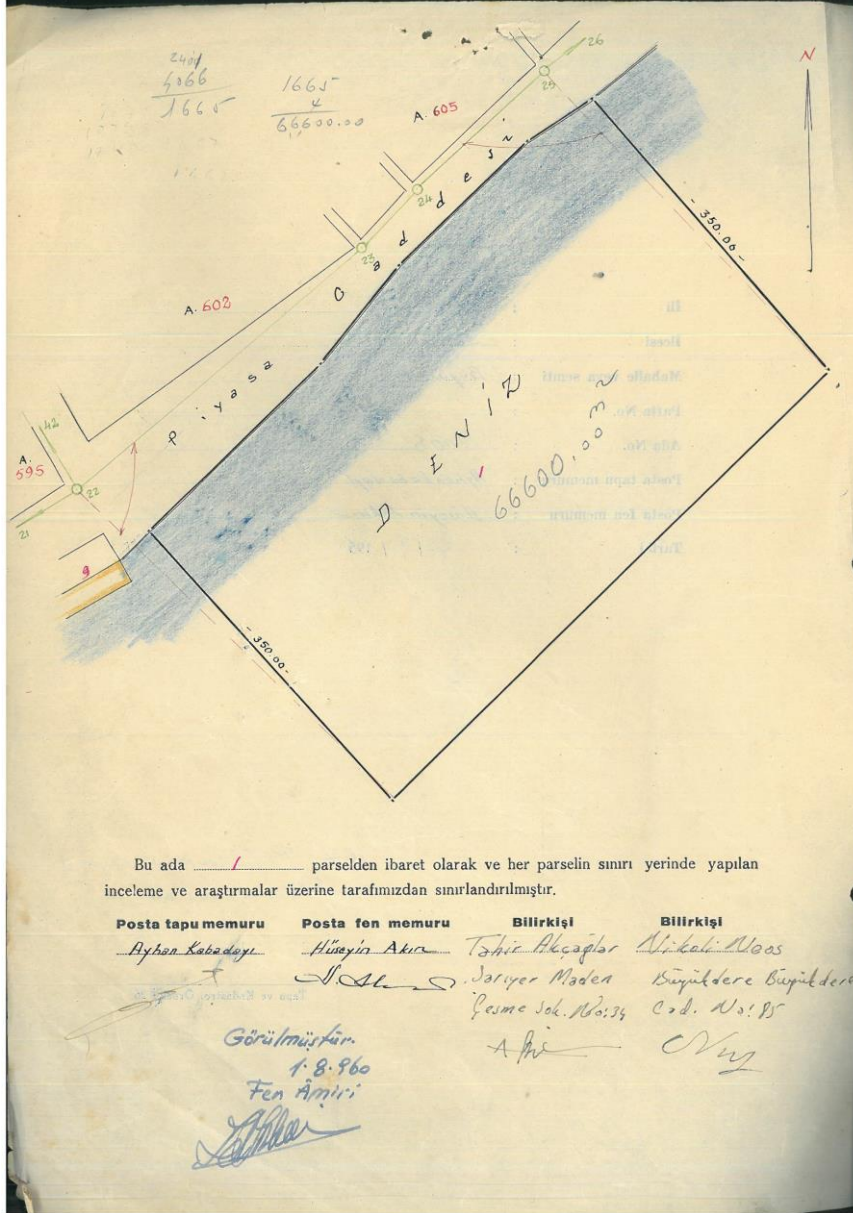 N
26
25
2401
4066
1665
1665
4
66600.00
A. 605
24
23
A. 602
Piyasa Caddesi
- 350.00 -
DENİZ
1
66600.00 m2
42
A. 595
22
21
9
- 350.00 -
Bu ada 1 parselden ibaret olarak ve her parselin sınırı yerinde yapılan
inceleme ve araştırmalar üzerine tarafımızdan sınırlandırılmıştır.
Posta tapu memuru Posta fen memuru Bilirkişi Bilirkişi
Ayhan Kabadayı Hüseyin Akın Tahir Akçağlar Nikoli
Sarıyer Maden Büyükdere Büyükdere
Çeşme Sok. No:34 Cad. No:85
Görülmüştür.
1.8.960
Fen Âmiri